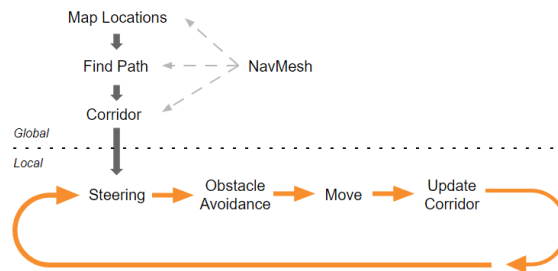 Map Locations
Find Path
NavMesh
Corridor
Global
Local
Steering
Obstacle
Avoidance
Move
Update
Corridor